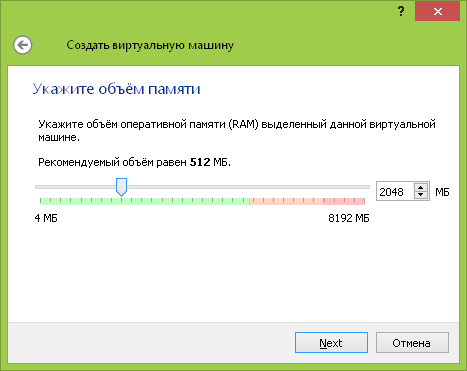 ?
Создать виртуальную машину
Укажите объём памяти
Укажите объём оперативной памяти (RAM) выделенный данной виртуальной
машине.
Рекомендуемый объём равен 512 МБ.
2048 МБ
4 МБ 8192 МБ
Next Отмена